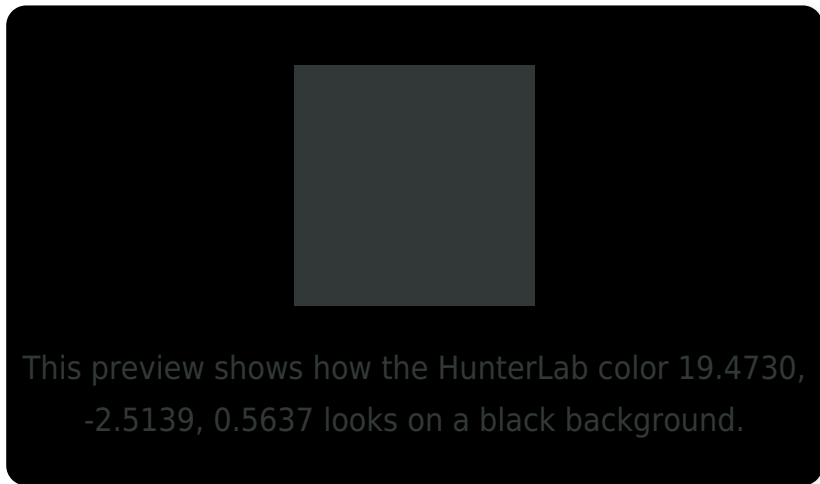 This preview shows how the HunterLab color 19.4730,
-2.5139, 0.5637 looks on a black background.